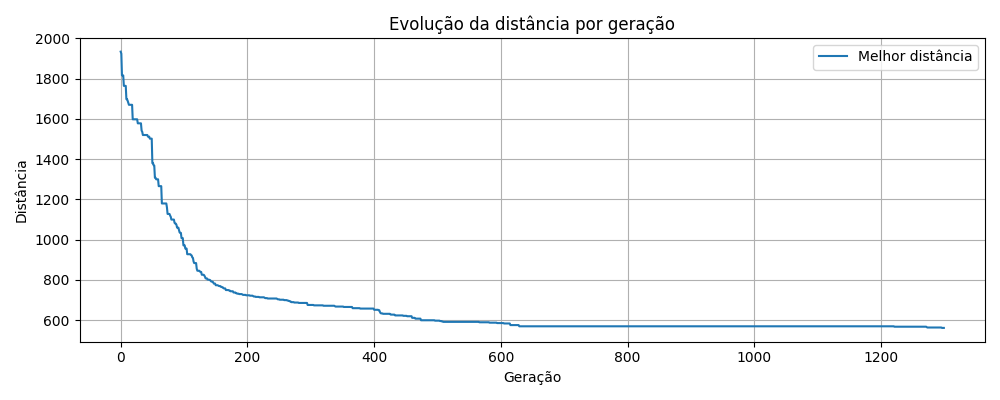 Evolução da distância por geração
Melhor distância
Distância
2000
1800
1600
1400
1200
1000
800
600
0 200 400 600 800 1000 1200
Geração